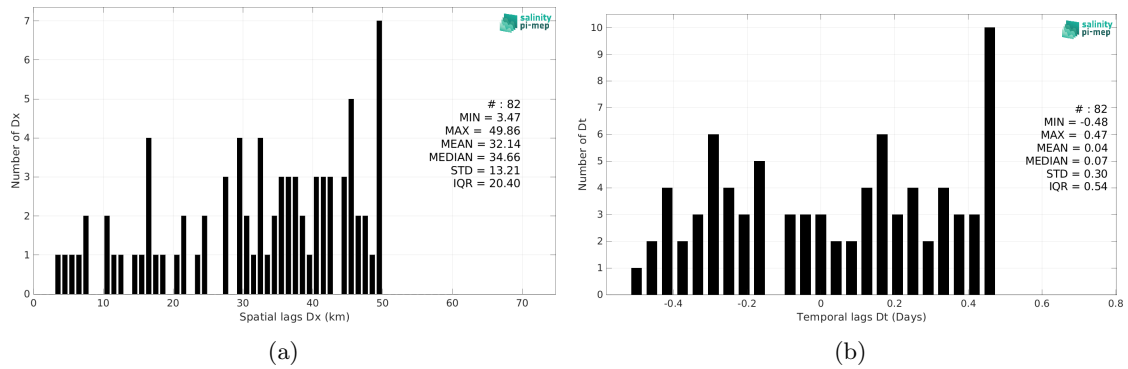 7
6
5
4
3
2
1
0
Number of Dx
0 10 20 30 40 50 60 70
Spatial lags Dx (km)
salinity
pi-mep
# : 82
MIN = 3.47
MAX = 49.86
MEAN = 32.14
MEDIAN = 34.66
STD = 13.21
IQR = 20.40
(a)
10
9
8
7
6
5
4
3
2
1
0
Number of Dt
-0.4 -0.2 0 0.2 0.4 0.6 0.8
Temporal lags Dt (Days)
salinity
pi-mep
# : 82
MIN = -0.48
MAX = 0.47
MEAN = 0.04
MEDIAN = 0.07
STD = 0.30
IQR = 0.54
(b)